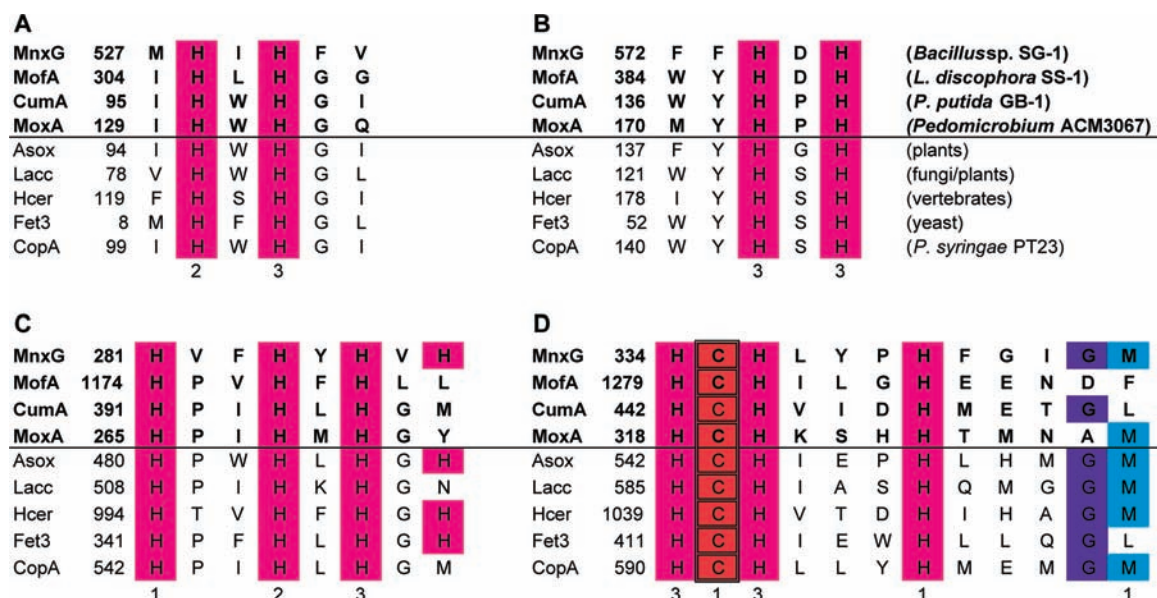 A
MnxG 527 M H I H F V
MofA 304 I H L H G G
CumA 95 I H W H G I
MoxA 129 I H W H G Q
Asox 94 I H W H G I
Lacc 78 V H W H G L
Hcer 119 F H S H G I
Fet3 8 M H F H G L
CopA 99 I H W H G I
2 3
B
MnxG 572 F F H D H (Bacillussp. SG-1)
MofA 384 W Y H D H (L. discophora SS-1)
CumA 136 W Y H P H (P. putida GB-1)
MoxA 170 M Y H P H (Pedomicrobium ACM3067)
Asox 137 F Y H G H (plants)
Lacc 121 W Y H S H (fungi/plants)
Hcer 178 I Y H S H (vertebrates)
Fet3 52 W Y H S H (yeast)
CopA 140 W Y H S H (P. syringae PT23)
3 3
C
MnxG 281 H V F H Y H V H
MofA 1174 H P V H F H L L
CumA 391 H P I H L H G M
MoxA 265 H P I H M H G Y
Asox 480 H P W H L H G H
Lacc 508 H P I H K H G N
Hcer 994 H T V H F H G H
Fet3 341 H P F H L H G H
CopA 542 H P I H L H G M
1 2 3
D
MnxG 334 H C H L Y P H F G I G M
MofA 1279 H C H I L G H E E N D F
CumA 442 H C H V I D H M E T G L
MoxA 318 H C H K S H H T M N A M
Asox 542 H C H I E P H L H M G M
Lacc 585 H C H I A S H Q M G G M
Hcer 1039 H C H V T D H I H A G M
Fet3 411 H C H I E W H L L Q G L
CopA 590 H C H L L Y H M E M G M
3 1 3 1 1